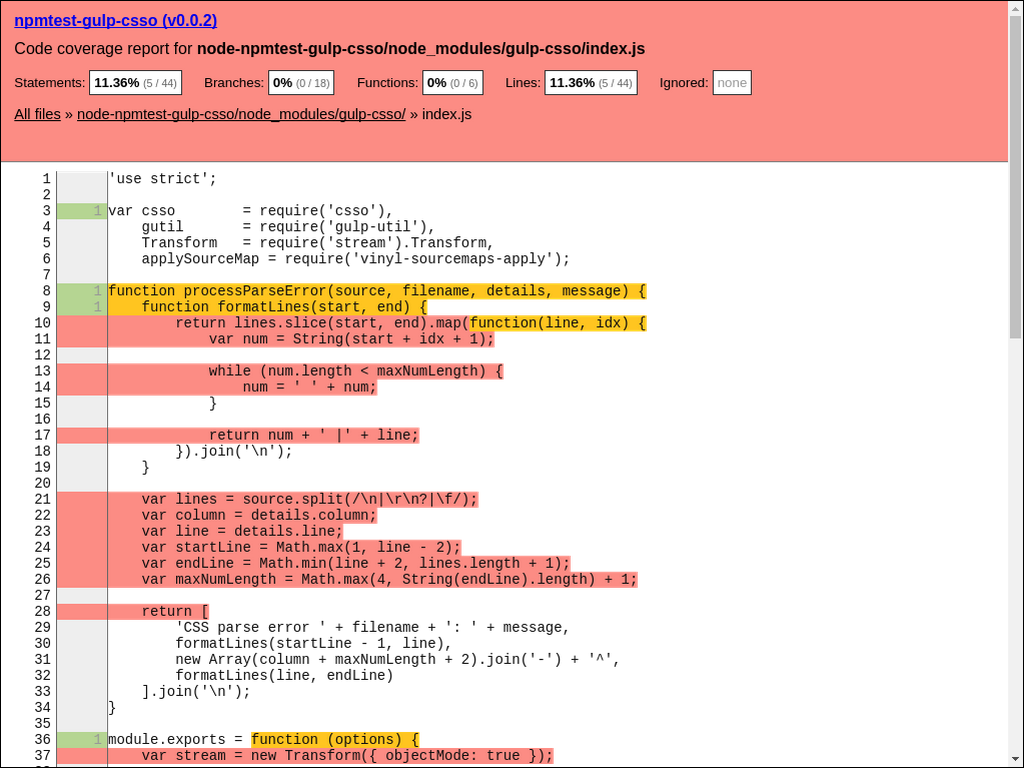 npmtest-gulp-csso (v0.0.2)
Code coverage report for node-npmtest-gulp-csso/node_modules/gulp-csso/index.js
Statements: 11.36% (5 / 44) Branches: 0% (0 / 18) Functions: 0% (0 / 6) Lines: 11.36% (5 / 44) Ignored: none
All files » node-npmtest-gulp-csso/node_modules/gulp-csso/ » index.js
1 'use strict';
2
3 1 var csso        = require('csso'),
4     gutil       = require('gulp-util'),
5     Transform   = require('stream').Transform,
6     applySourceMap = require('vinyl-sourcemaps-apply');
7
8 1 function processParseError(source, filename, details, message) {
9 1     function formatLines(start, end) {
10         return lines.slice(start, end).map(function(line, idx) {
11             var num = String(start + idx + 1);
12
13             while (num.length < maxNumLength) {
14                 num = ' ' + num;
15             }
16
17             return num + ' |' + line;
18         }).join('\n');
19     }
20
21     var lines = source.split(/\n|\r\n?|\f/);
22     var column = details.column;
23     var line = details.line;
24     var startLine = Math.max(1, line - 2);
25     var endLine = Math.min(line + 2, lines.length + 1);
26     var maxNumLength = Math.max(4, String(endLine).length) + 1;
27
28     return [
29         'CSS parse error ' + filename + ': ' + message,
30         formatLines(startLine - 1, line),
31         new Array(column + maxNumLength + 2).join('-') + '^',
32         formatLines(line, endLine)
33     ].join('\n');
34 }
35
36 1 module.exports = function (options) {
37     var stream = new Transform({ objectMode: true });